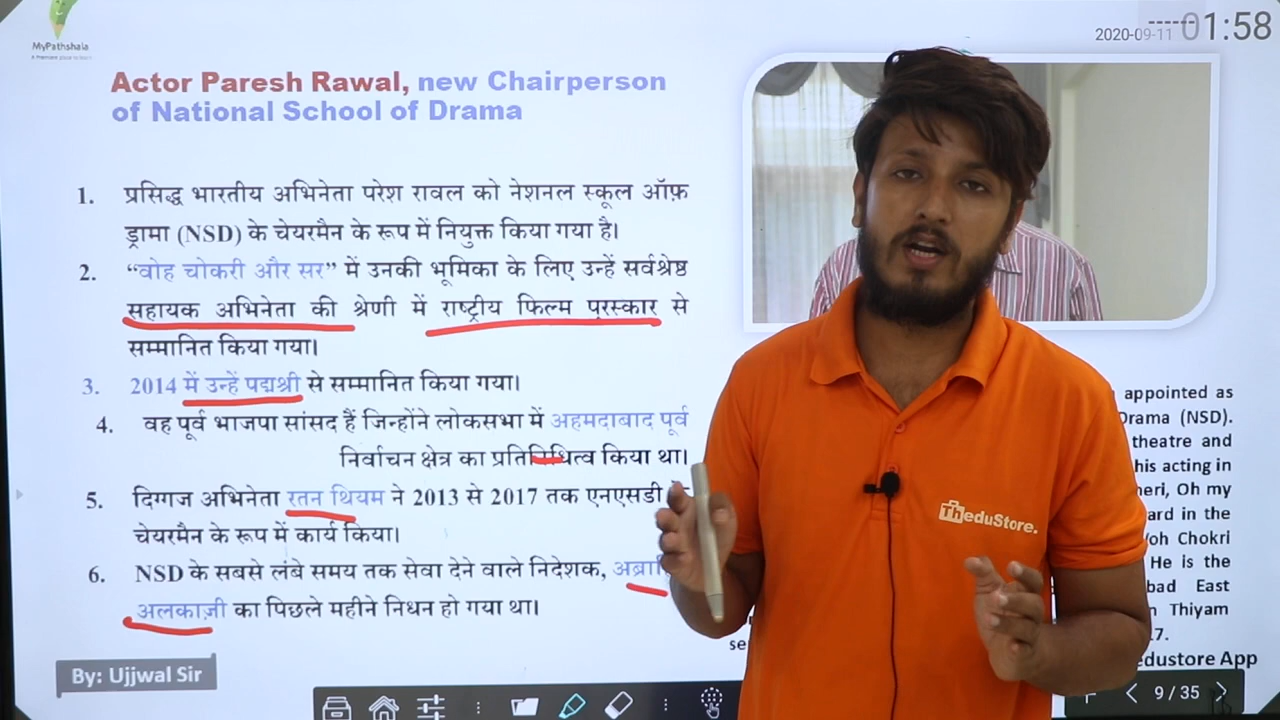 MyPathshala
2020-09-11 01:58
Actor Paresh Rawal, new Chairperson
of National School of Drama
1. प्रसिद्ध भारतीय अभिनेता परेश रावल को नेशनल स्कूल ऑफ़
ड्रामा (NSD) के चेयरमैन के रूप में नियुक्त किया गया है।
2. “वोह चोकरी और सर” में उनकी भूमिका के लिए उन्हें सर्वश्रेष्ठ
सहायक अभिनेता की श्रेणी में राष्ट्रीय फिल्म पुरस्कार से
सम्मानित किया गया।
3. 2014 में उन्हें पद्मश्री से सम्मानित किया गया।
4. वह पूर्व भाजपा सांसद हैं जिन्होंने लोकसभा में अहमदाबाद पूर्व
निर्वाचन क्षेत्र का प्रतिनिधित्व किया था।
5. दिग्गज अभिनेता रतन थियम ने 2013 से 2017 तक एनएसडी
चेयरमैन के रूप में कार्य किया।
6. NSD के सबसे लंबे समय तक सेवा देने वाले निदेशक,
अलकाज़ी का पिछले महीने निधन हो गया था।
appointed as
Drama (NSD).
theatre and
his acting in
neri, Oh my
ard in the
oh Chokri
He is the
bad East
n Thiyam
17.
se
edustore App
TheduStore.
By: Ujjwal Sir
9 / 35